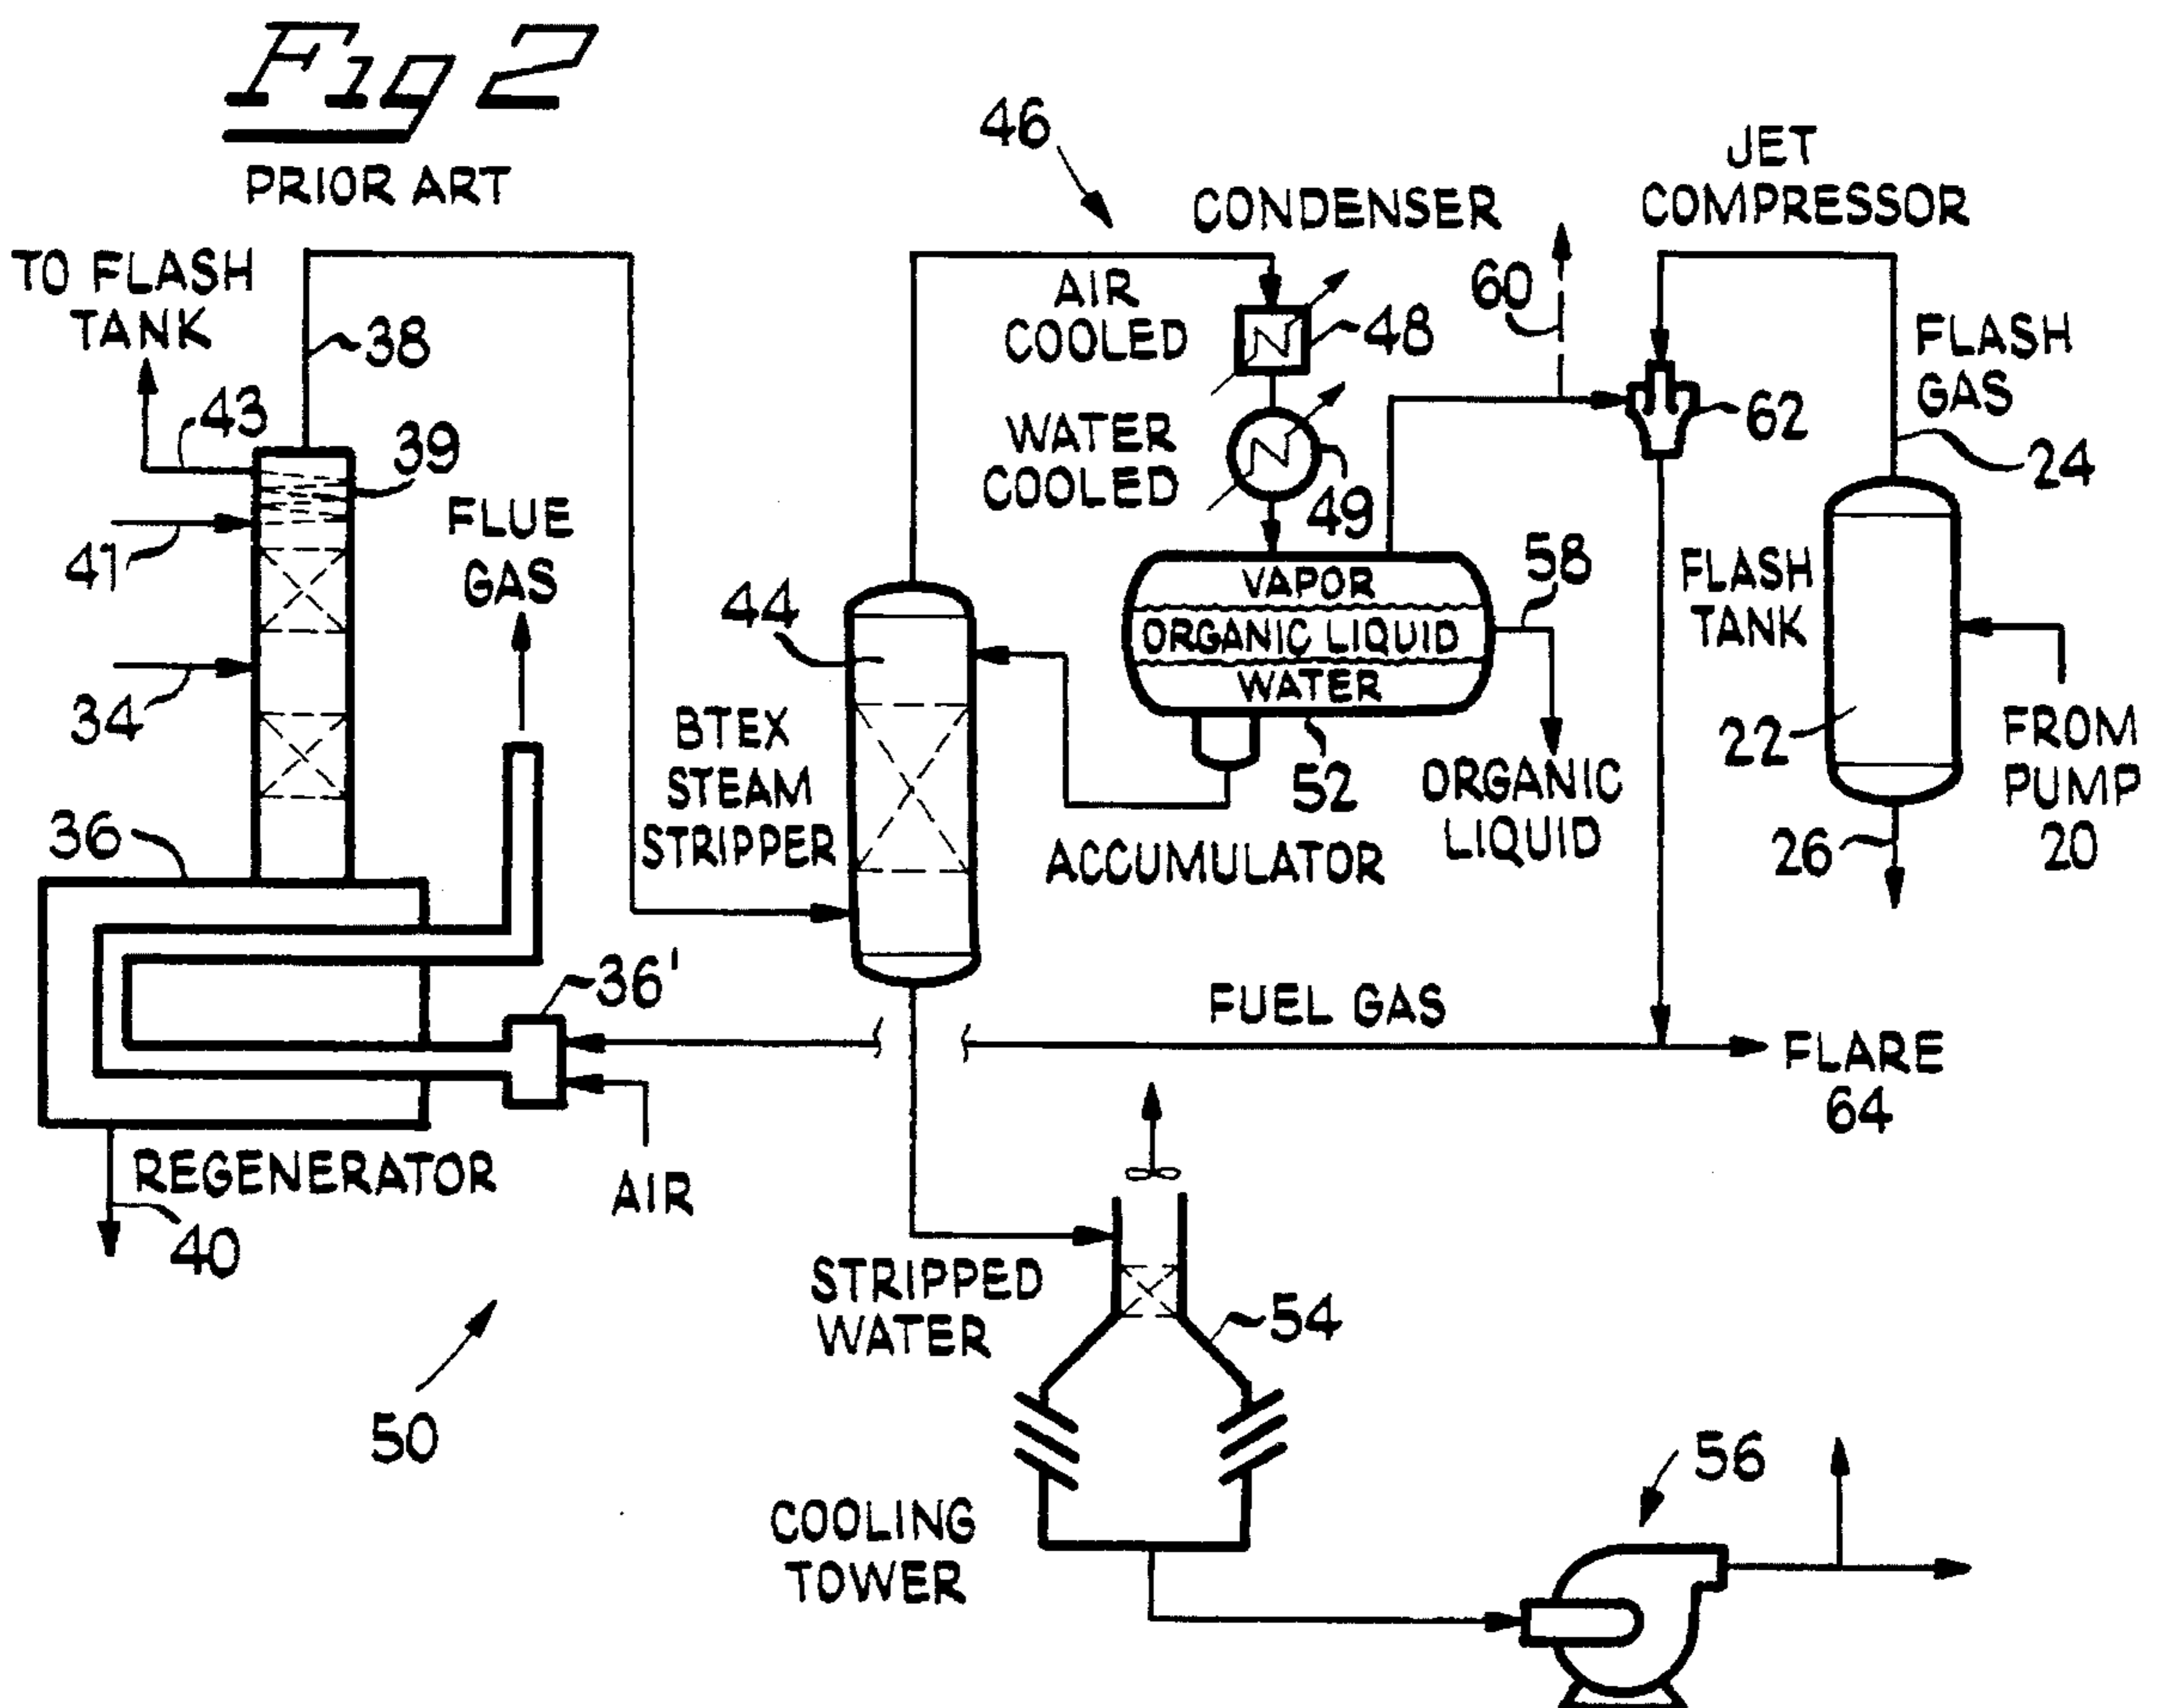 Fig 2
PRIOR ART
46
CONDENSER
JET
COMPRESSOR
TO FLASH
TANK
38
AIR
COOLED
48
60
FLASH
GAS
62
24
43
39
WATER
COOLED
49
41
FLUE
GAS
44
VAPOR
ORGANIC LIQUID
WATER
58
FLASH
TANK
34
22
FROM
PUMP
20
BTEX
STEAM
STRIPPER
52
ORGANIC
LIQUID
ACCUMULATOR
26
36
36'
FUEL GAS
FLARE
64
REGENERATOR
AIR
40
STRIPPED
WATER
54
50
COOLING
TOWER
56